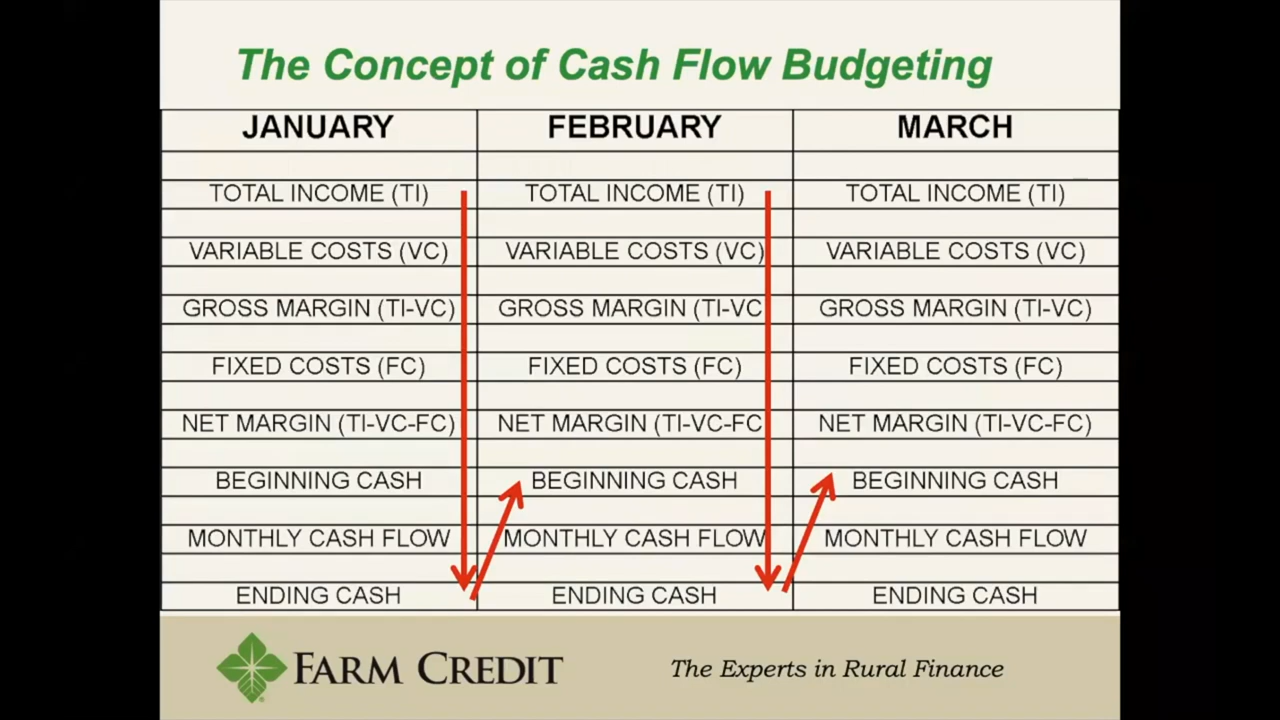 The Concept of Cash Flow Budgeting
JANUARY FEBRUARY MARCH
TOTAL INCOME (TI) TOTAL INCOME (TI) TOTAL INCOME (TI)
VARIABLE COSTS (VC) VARIABLE COSTS (VC) VARIABLE COSTS (VC)
GROSS MARGIN (TI-VC) GROSS MARGIN (TI-VC GROSS MARGIN (TI-VC)
FIXED COSTS (FC) FIXED COSTS (FC) FIXED COSTS (FC)
NET MARGIN (TI-VC-FC) NET MARGIN (TI-VC-FC NET MARGIN (TI-VC-FC)
BEGINNING CASH BEGINNING CASH BEGINNING CASH
MONTHLY CASH FLOW MONTHLY CASH FLOW MONTHLY CASH FLOW
ENDING CASH ENDING CASH ENDING CASH
FARM CREDIT The Experts in Rural Finance